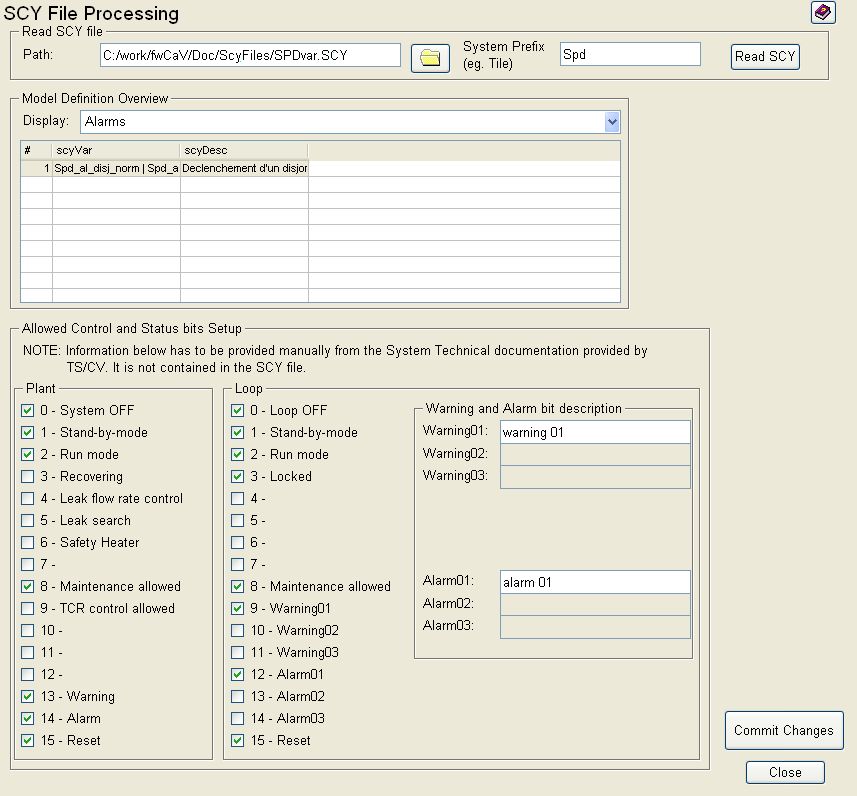 SCY File Processing
Read SCY file
Path: C:/work/fwCaV/Doc/ScyFiles/SPDvar.SCY System Prefix (eg. Tile) Spd Read SCY
Model Definition Overview
Display: Alarms
# scyVar scyDesc
1 Spd_al_disj_norm | Spd_a Declenchement d'un disjor
Allowed Control and Status bits Setup
NOTE: Information below has to be provided manually from the System Technical documentation provided by
TS/CV. It is not contained in the SCY file.
Plant
0 - System OFF
1 - Stand-by-mode
2 - Run mode
3 - Recovering
4 - Leak flow rate control
5 - Leak search
6 - Safety Heater
7 -
8 - Maintenance allowed
9 - TCR control allowed
10 -
11 -
12 -
13 - Warning
14 - Alarm
15 - Reset
Loop
0 - Loop OFF
1 - Stand-by-mode
2 - Run mode
3 - Locked
4 -
5 -
6 -
7 -
8 - Maintenance allowed
9 - Warning01
10 - Warning02
11 - Warning03
12 - Alarm01
13 - Alarm02
14 - Alarm03
15 - Reset
Warning and Alarm bit description
Warning01: warning 01
Warning02:
Warning03:
Alarm01: alarm 01
Alarm02:
Alarm03:
Commit Changes
Close